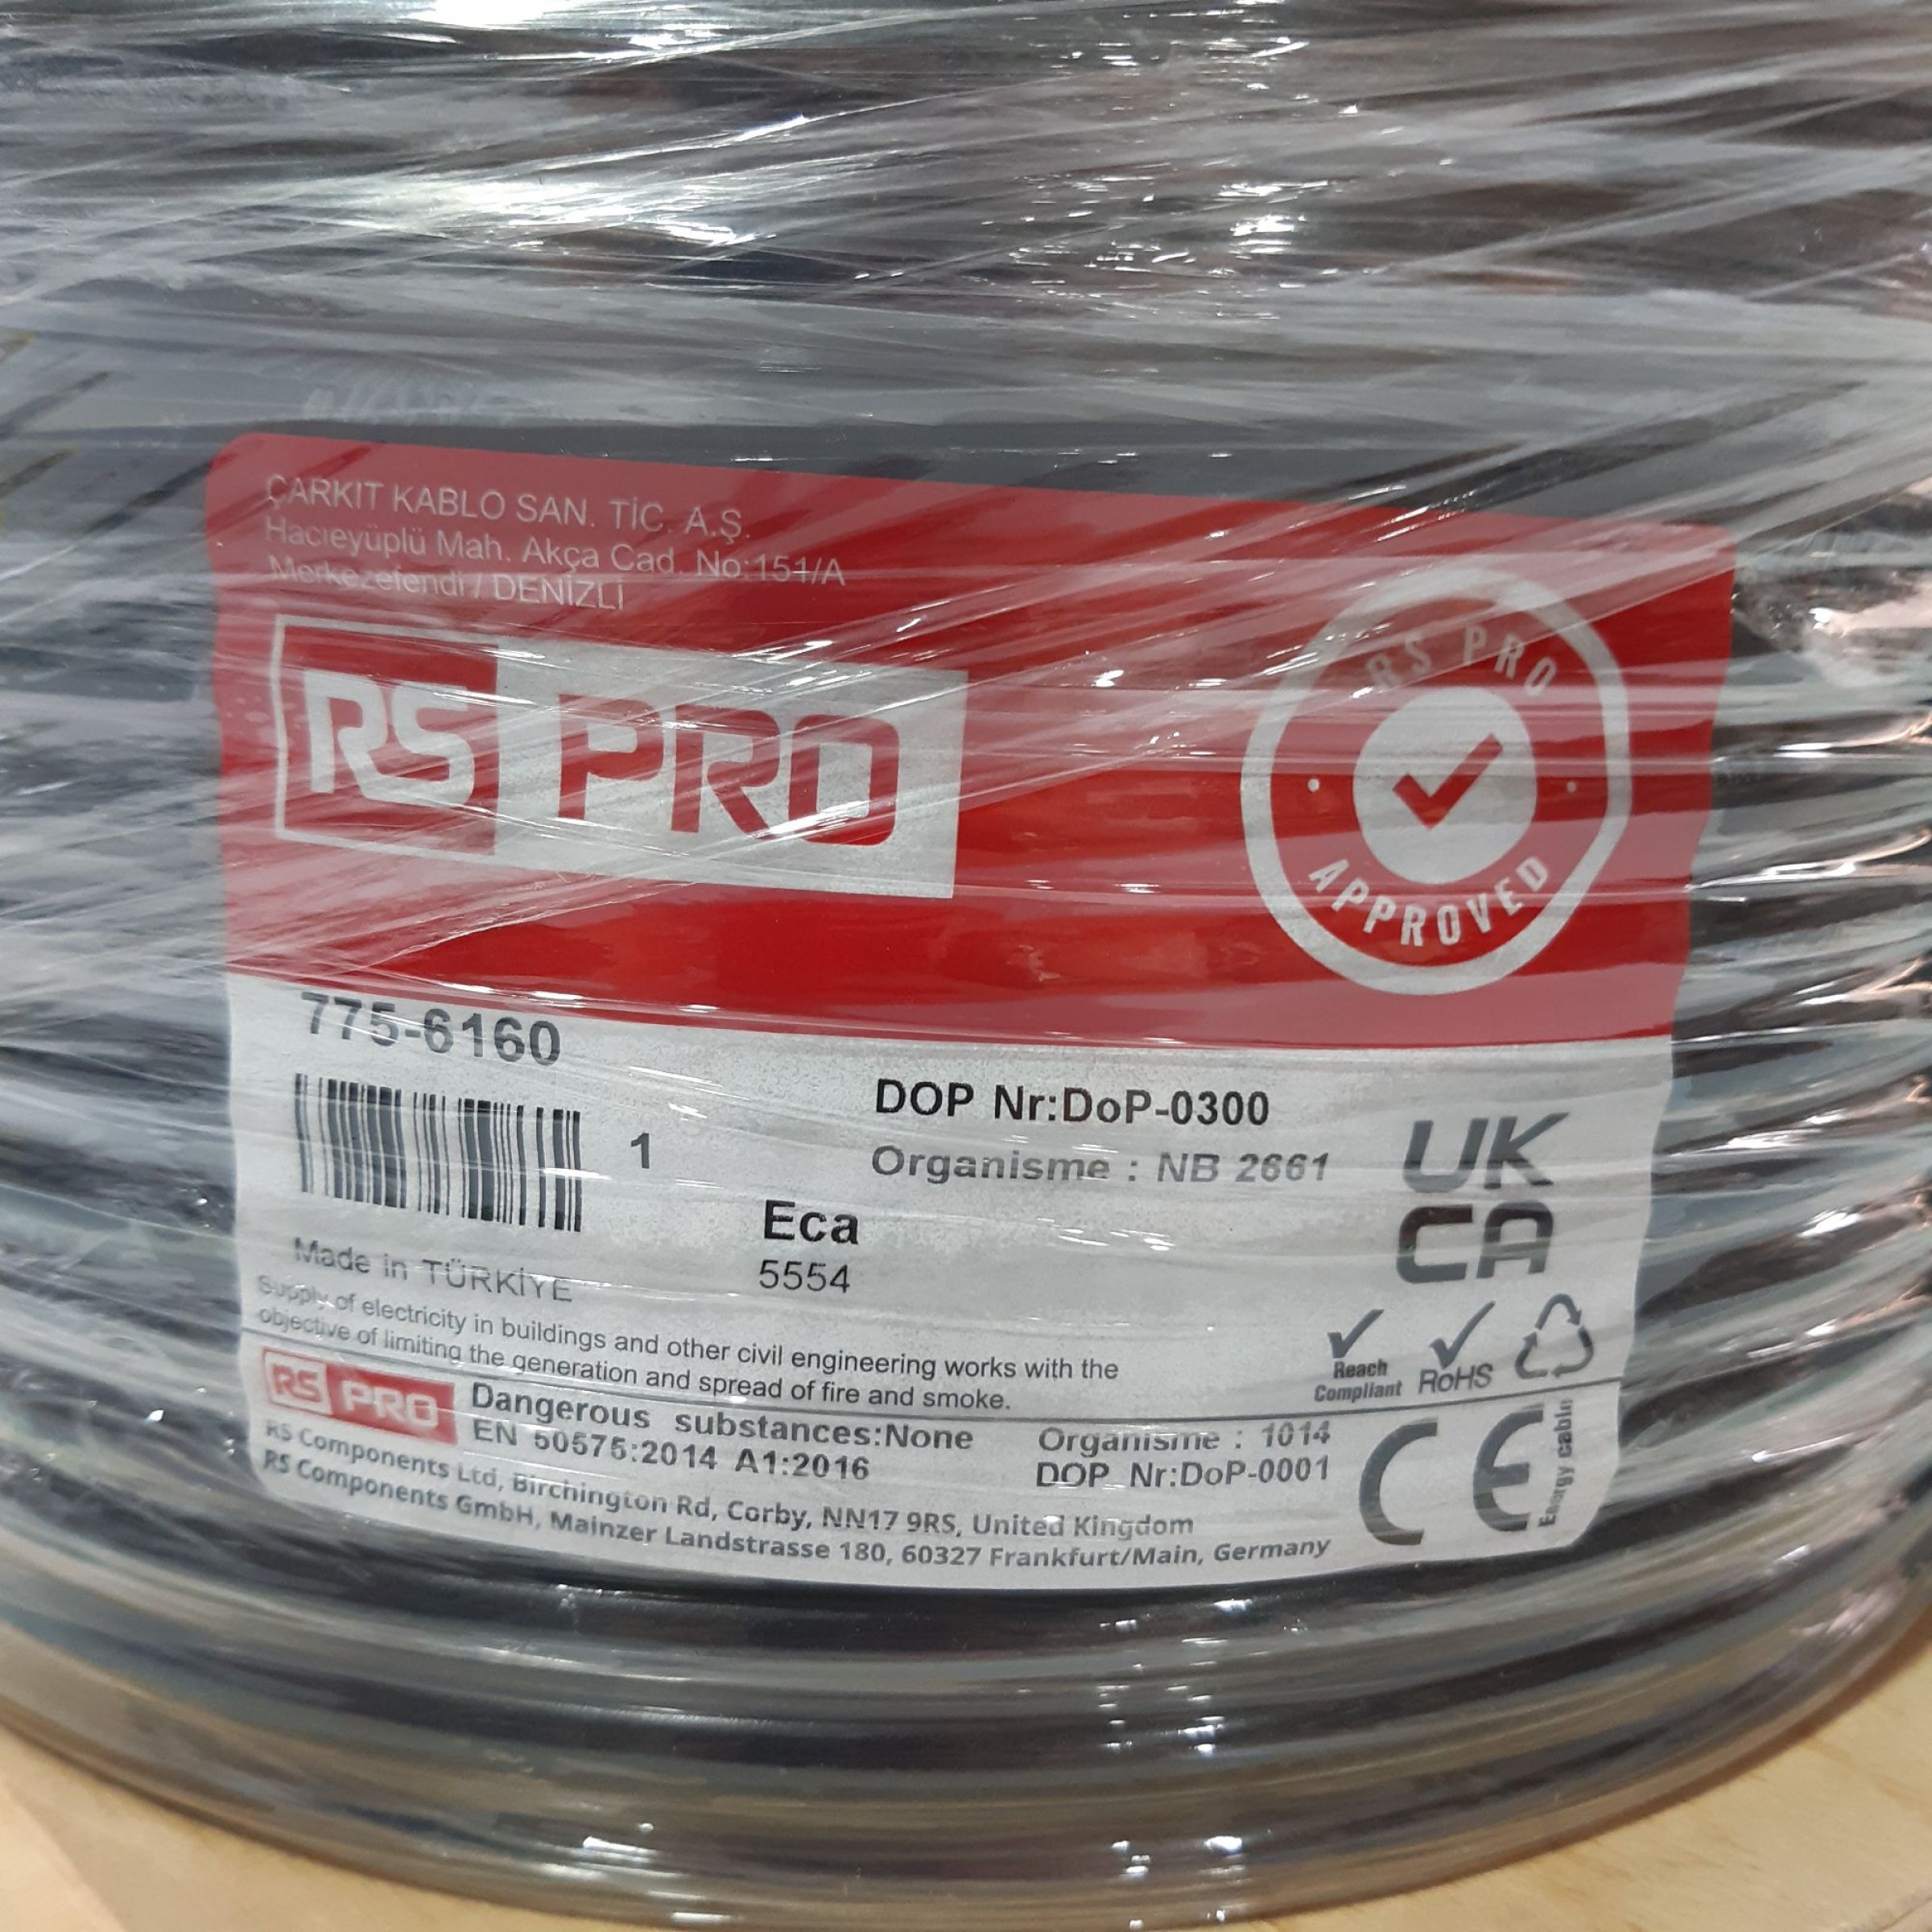 ÇARKIT KABLO SAN. TİC. A.Ş.
Hacıeyüplü Mah. Akça Cad. No:151/A
Merkezefendi / DENİZLİ
RS PRO
RS PRO
APPROVED
775-6160
1
DOP Nr:DoP-0300
Organisme : NB 2661
Eca
5554
UK
CA
Made in TÜRKİYE
Supply of electricity in buildings and other civil engineering works with the
objective of limiting the generation and spread of fire and smoke.
Reach
Compliant
RoHS
RS PRO
Dangerous substances:None
EN 50575:2014 A1:2016
Organisme : 1014
DOP Nr:DoP-0001
CE
Energy cable
RS Components Ltd, Birchington Rd, Corby, NN17 9RS, United Kingdom
RS Components GmbH, Mainzer Landstrasse 180, 60327 Frankfurt/Main, Germany